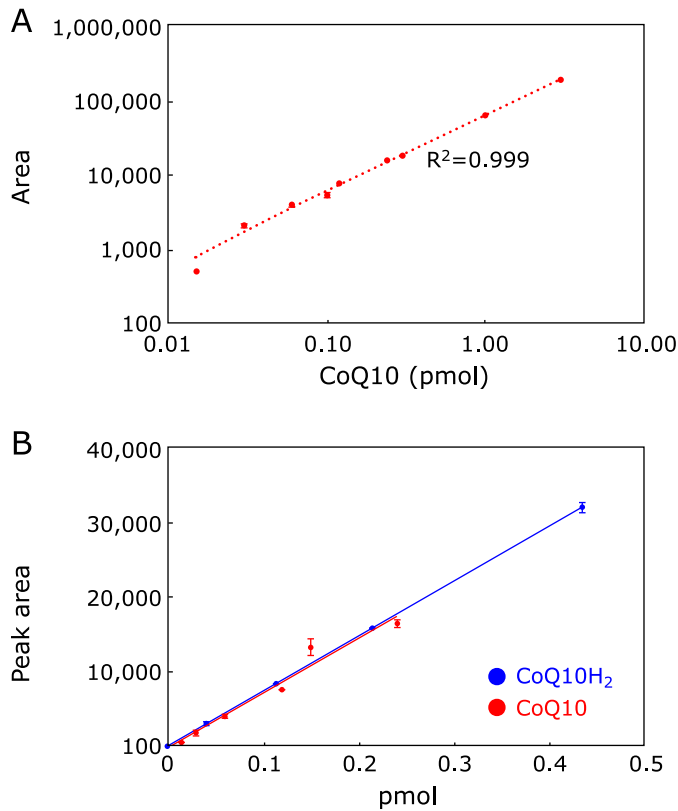 A
1,000,000
100,000
10,000
1,000
100
Area
R²=0.999
0.01
0.10
1.00
10.00
CoQ10 (pmol)
B
40,000
30,000
20,000
10,000
100
Peak area
CoQ10H₂
CoQ10
0
0.1
0.2
0.3
0.4
0.5
pmol